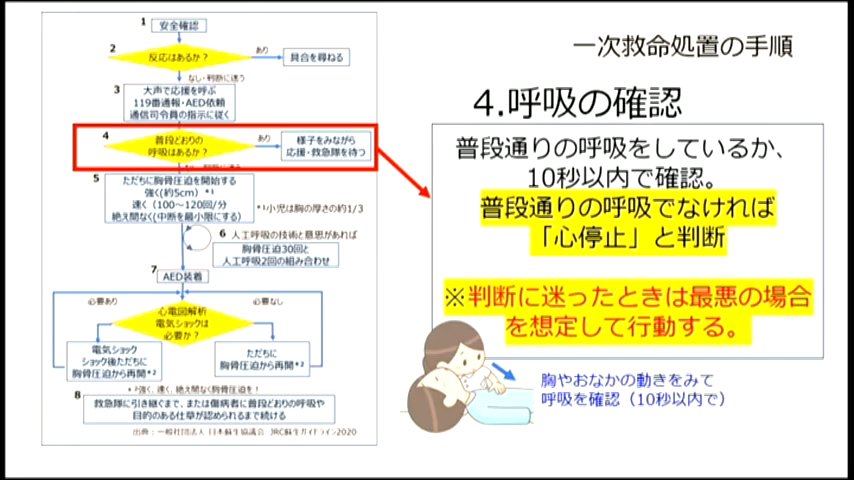 一次救命処置の手順
1
安全確認
2
反応はあるか？
あり
具合を尋ねる
なし・判断に迷う
3
大声で応援を呼ぶ
119番通報・AED依頼
通信司令員の指示に従く
4
普段どおりの
呼吸はあるか？
あり
様子をみながら
応援・救急隊を待つ
5
ただちに胸骨圧迫を開始する
強く(約5cm) *¹
速く (100～120回/分)
絶え間なく(中断を最小限にする)
*¹小児は胸の厚さの約1/3
6
人工呼吸の技術と意思があれば
胸骨圧迫30回と
人工呼吸2回の組み合わせ
7
AED装着
必要あり
心電図解析
電気ショックは
必要か？
必要なし
電気ショック
ショック後ただちに
胸骨圧迫から再開*²
ただちに
胸骨圧迫から再開*²
*²強く、速く、絶え間なく胸骨圧迫を！
8
救急隊に引き継ぐまで、または傷病者に普段どおりの呼吸や
目的のある仕草が認められるまで続ける
出典：一般社団法人 日本蘇生協議会 JRC蘇生ガイドライン2020
4.呼吸の確認
普段通りの呼吸をしているか、
10秒以内で確認。
普段通りの呼吸でなければ
「心停止」と判断
※判断に迷ったときは最悪の場合
を想定して行動する。
胸やおなかの動きをみて
呼吸を確認（10秒以内で）